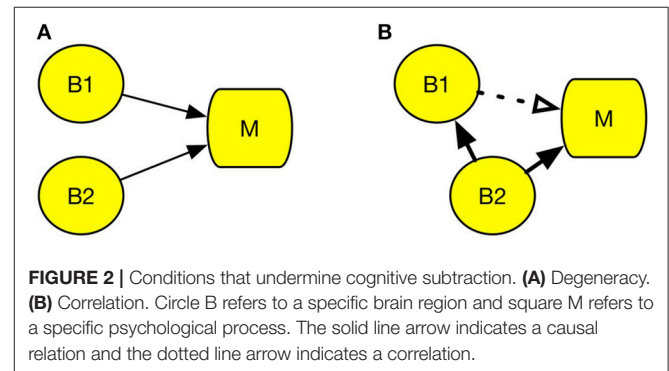 A
B
B1
B2
M
B1
B2
M
FIGURE 2 | Conditions that undermine cognitive subtraction. (A) Degeneracy.
(B) Correlation. Circle B refers to a specific brain region and square M refers to
a specific psychological process. The solid line arrow indicates a causal
relation and the dotted line arrow indicates a correlation.